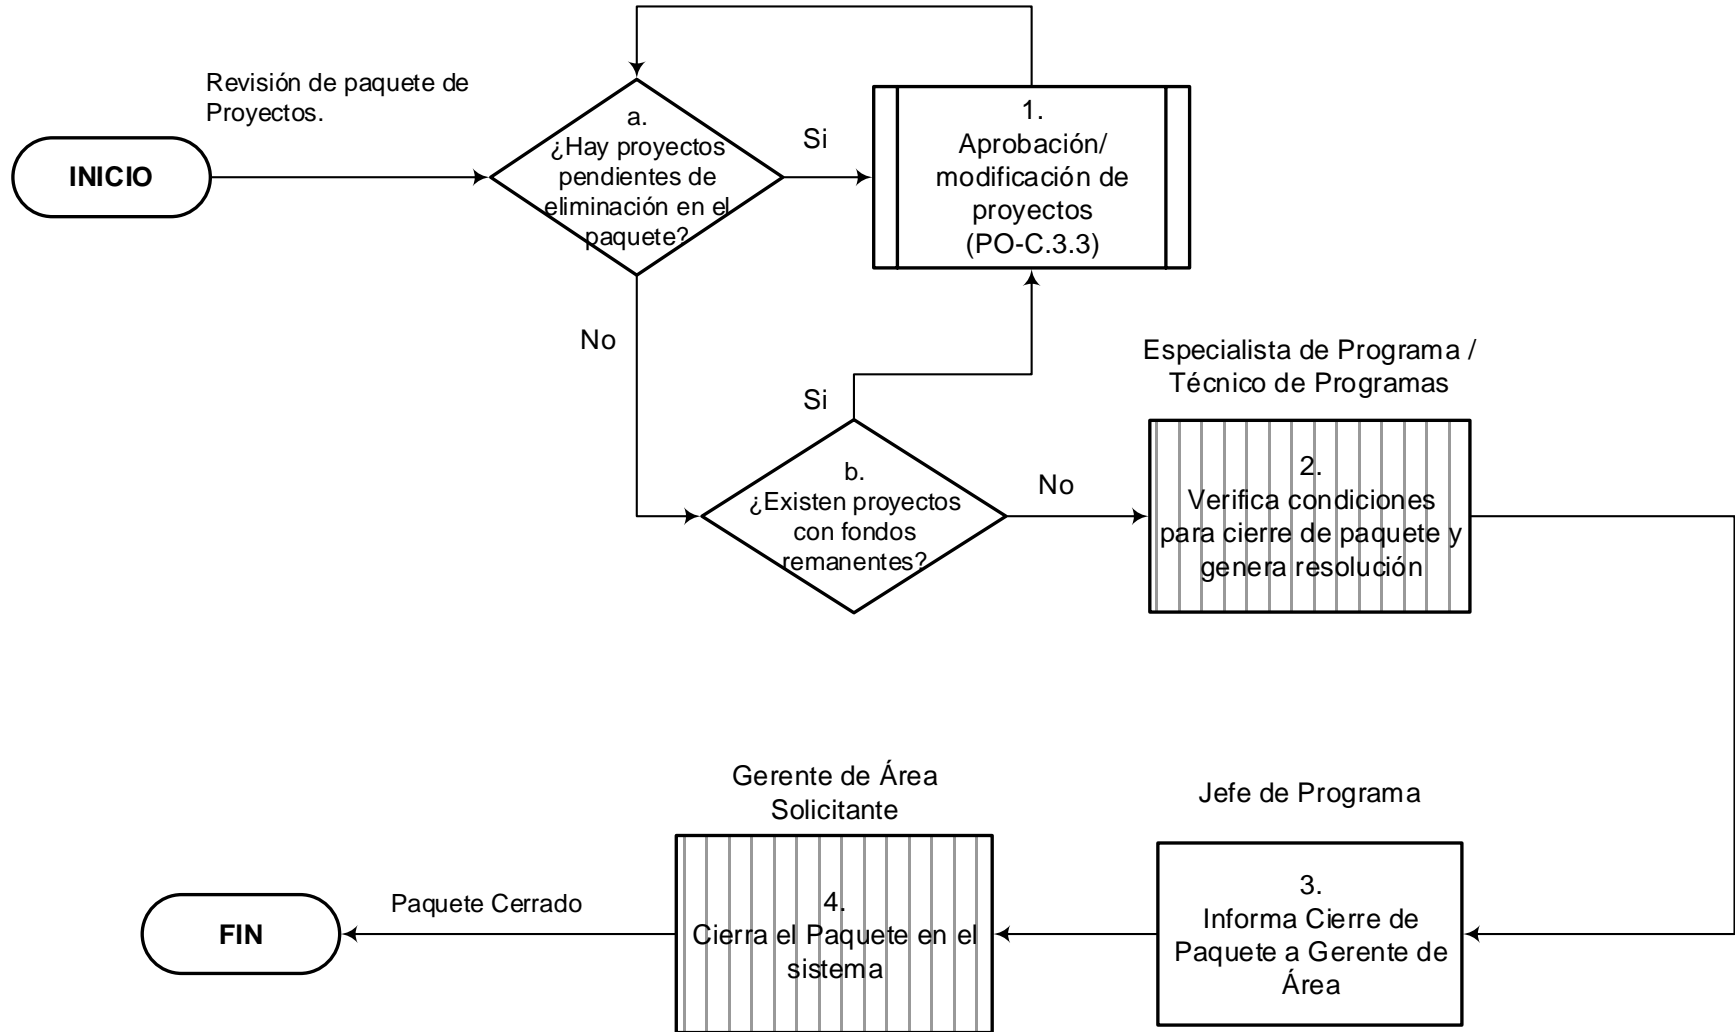 Revisión de paquete de
Proyectos.
INICIO
a.
¿Hay proyectos
pendientes de
eliminación en el
paquete?
Si
1.
Aprobación/
modificación de
proyectos
(PO-C.3.3)
No
Si
b.
¿Existen proyectos
con fondos
remanentes?
No
Especialista de Programa /
Técnico de Programas
2.
Verifica condiciones
para cierre de paquete y
genera resolución
Gerente de Área
Solicitante
Jefe de Programa
FIN
Paquete Cerrado
4.
Cierra el Paquete en el
sistema
3.
Informa Cierre de
Paquete a Gerente de
Área